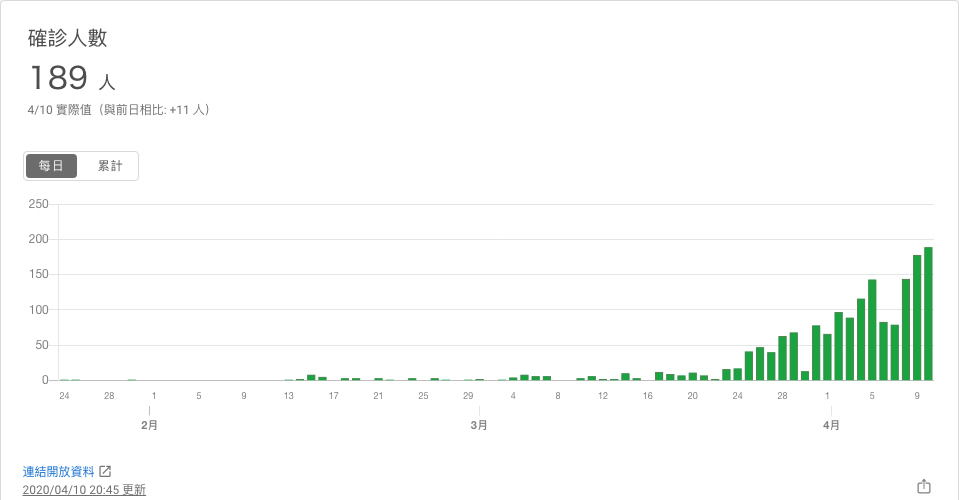 確診人數
189 人
4/10 實際值（與前日相比: +11 人）
每日 累計
250
200
150
100
50
0
24 28 1 5 9 13 17 21 25 29 4 8 12 16 20 24 28 1 5 9
2月 3月 4月
連結開放資料
2020/04/10 20:45 更新